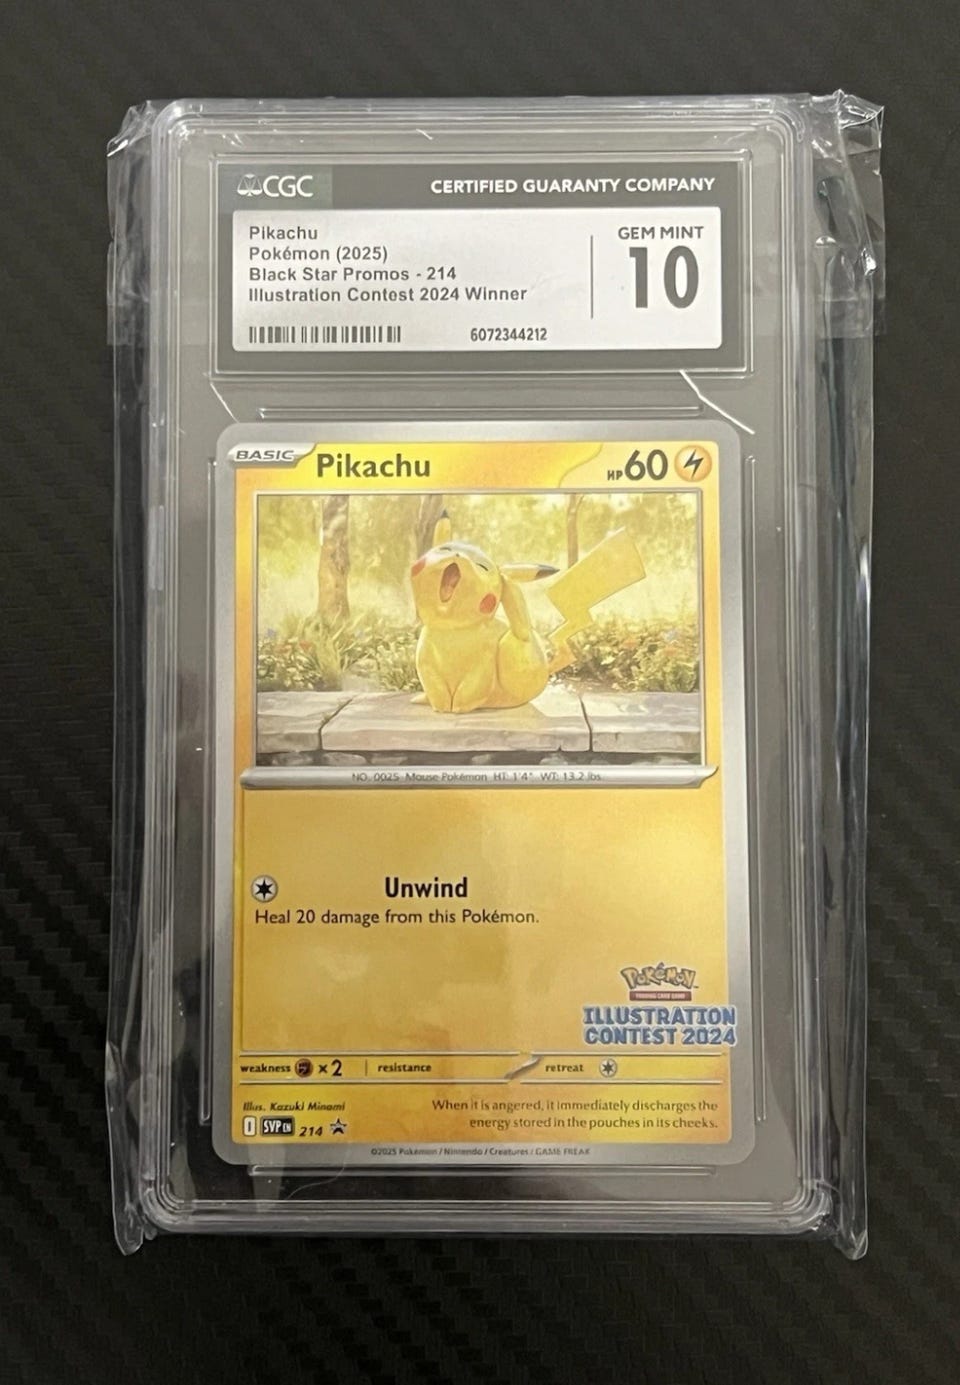 CGC CERTIFIED GUARANTY COMPANY
Pikachu
Pokémon (2025)
Black Star Promos - 214
Illustration Contest 2024 Winner
6072344212
GEM MINT
10
BASIC Pikachu HP60
NO. 0025 Mouse Pokémon HT: 1'4" WT: 13.2 lbs.
Unwind
Heal 20 damage from this Pokémon.
Pokémon
TRADING CARD GAME
ILLUSTRATION
CONTEST 2024
weakness ×2 resistance retreat
Illus. Kazuki Minami
When it is angered, it immediately discharges the
energy stored in the pouches in its cheeks.
I SVP EN 214
©2025 Pokémon / Nintendo / Creatures / GAME FREAK